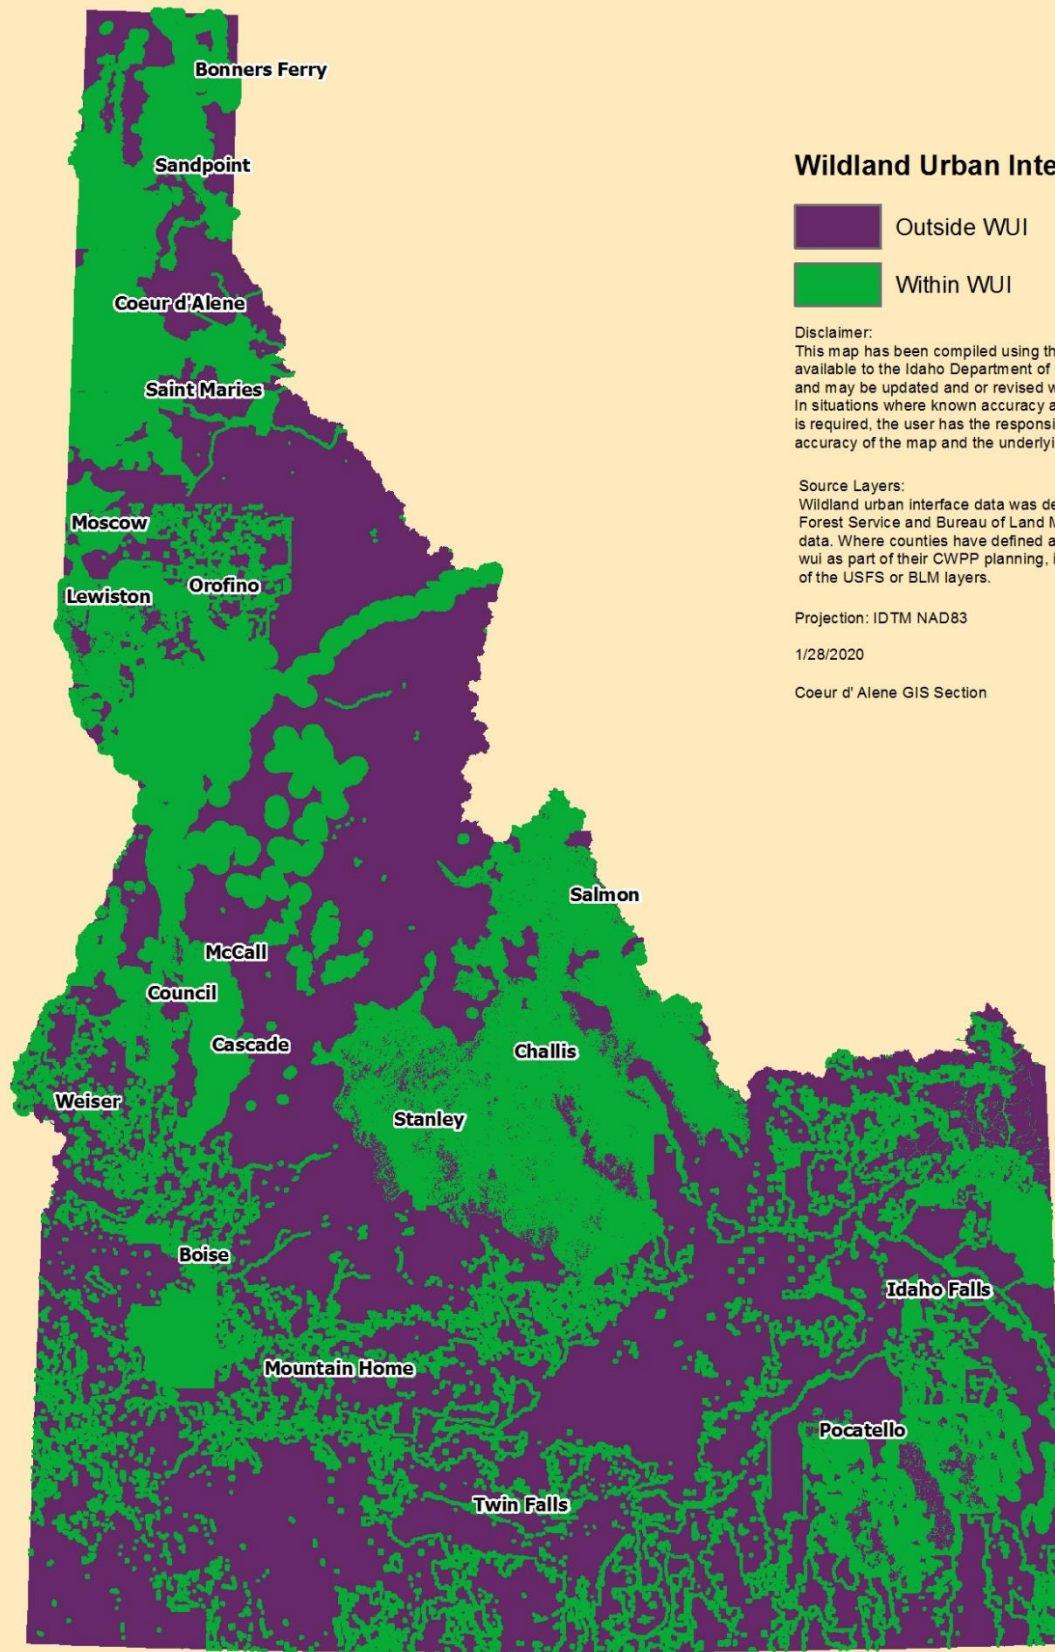 Bonners Ferry
Sandpoint
Coeur d'Alene
Saint Maries
Moscow
Orofino
Lewiston
Salmon
McCall
Council
Cascade
Challis
Weiser
Stanley
Boise
Idaho Falls
Mountain Home
Pocatello
Twin Falls
Wildland Urban Inte
Outside WUI
Within WUI
Disclaimer:
This map has been compiled using th
available to the Idaho Department of
and may be updated and or revised w
In situations where known accuracy a
is required, the user has the responsi
accuracy of the map and the underlyi
Source Layers:
Wildland urban interface data was de
Forest Service and Bureau of Land M
data. Where counties have defined a
wui as part of their CWPP planning, i
of the USFS or BLM layers.
Projection: IDTM NAD83
1/28/2020
Coeur d' Alene GIS Section